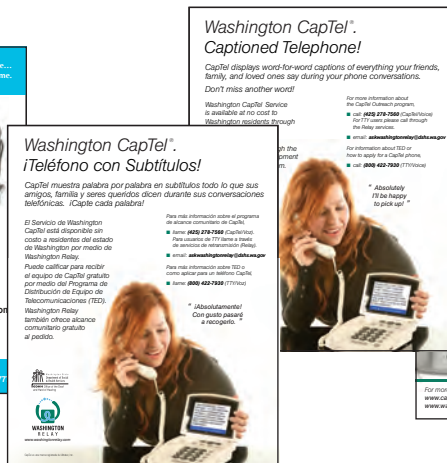 Washington CapTel®.
Captioned Telephone!
CapTel displays word-for-word captions of everything your friends,
family, and loved ones say during your phone conversations.
Don't miss another word!
Washington CapTel Service
is available at no cost to
Washington residents through
For more information about
the CapTel Outreach program,
■ call: (425) 278-7560 (CapTel/Voice)
For TTY users please call through
the Relay services.
■ email: askwashingtonrelay@dshs.wa.gov
For information about TED or
how to apply for a CapTel phone,
■ call: (800) 422-7930 (TTY/Voice)
" Absolutely
I'll be happy
to pick up! "
Washington CapTel®.
¡Teléfono con Subtítulos!
CapTel muestra palabra por palabra en subtítulos todo lo que sus
amigos, familia y seres queridos dicen durante sus conversaciones
telefónicas. ¡Capte cada palabra!
El Servicio de Washington
CapTel está disponible sin
costo a residentes del estado
de Washington por medio de
Washington Relay.
Puede calificar para recibir
el equipo de CapTel gratuito
por medio del Programa de
Distribución de Equipo de
Telecomunicaciones (TED).
Washington Relay
también ofrece alcance
comunitario gratuito
al pedido.
Para más información sobre el programa
de alcance comunitario de CapTel,
■ llame: (425) 278-7560 (CapTel/Voz).
Para usuarios de TTY llame a través
de servicios de retransmisión (Relay).
■ email: askwashingtonrelay@dshs.wa.gov
Para más información sobre TED o
como aplicar para un teléfono CapTel,
■ llame: (800) 422-7930 (TTY/Voz)
" ¡Absolutamente!
Con gusto pasaré
a recogerlo. "
WASHINGTON
RELAY
www.washingtonrelay.com
For mor
www.ca
www.wa